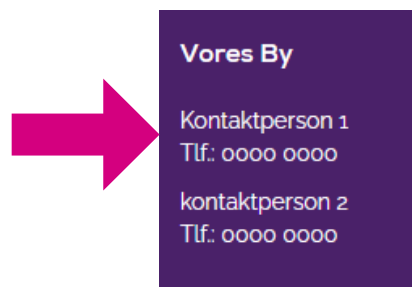 Vores By
Kontaktperson 1
Tlf.: 0000 0000
kontaktperson 2
Tlf.: 0000 0000